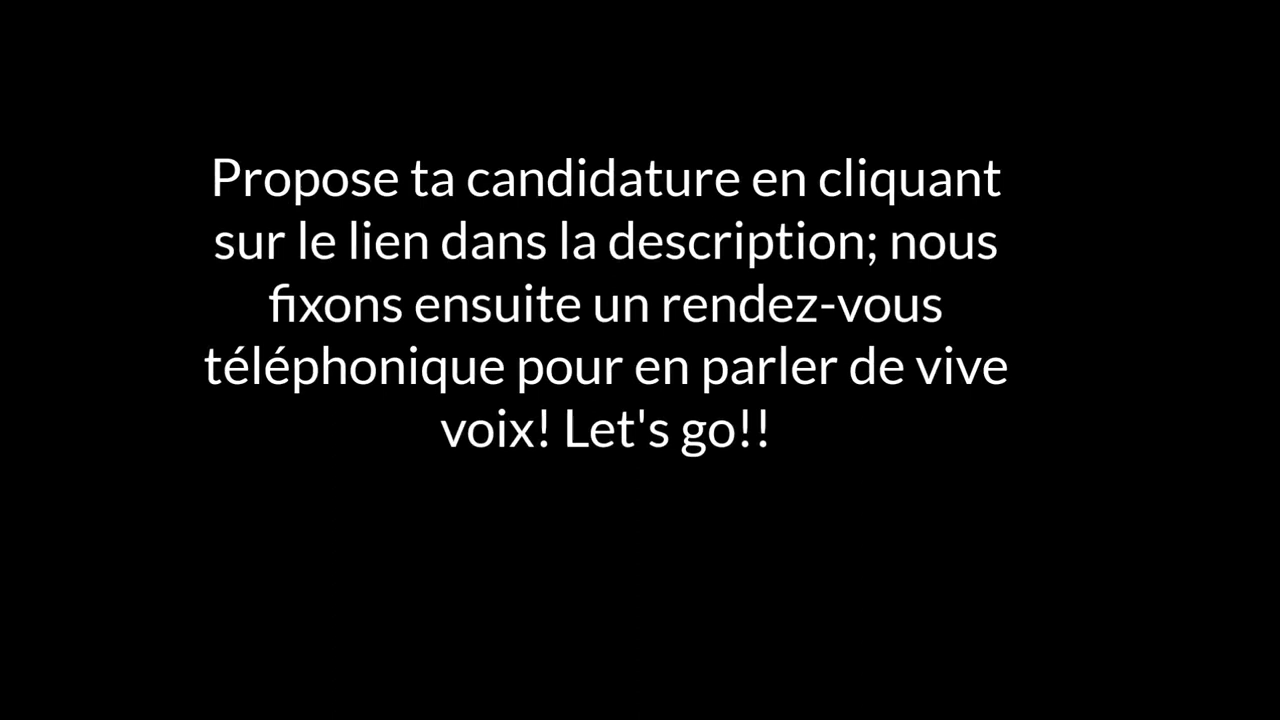 Propose ta candidature en cliquant
sur le lien dans la description; nous
fixons ensuite un rendez-vous
téléphonique pour en parler de vive
voix! Let's go!!